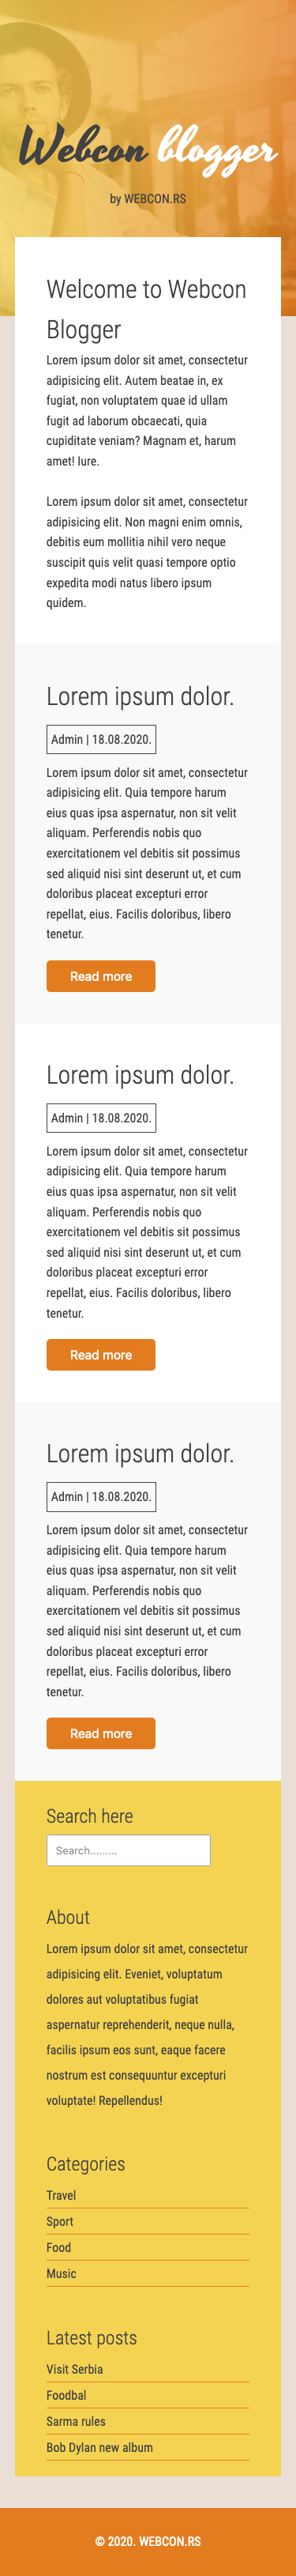 Webcon blogger
by WEBCON.RS
Welcome to Webcon
Blogger
Lorem ipsum dolor sit amet, consectetur
adipisicing elit. Autem beatae in, ex
fugiat, non voluptatem quae id ullam
fugit ad laborum obcaecati, quia
cupiditate veniam? Magnam et, harum
amet! Iure.
Lorem ipsum dolor sit amet, consectetur
adipisicing elit. Non magni enim omnis,
debitis eum mollitia nihil vero neque
suscipit quis velit quasi tempore optio
expedita modi natus libero ipsum
quidem.
Lorem ipsum dolor.
Admin | 18.08.2020.
Lorem ipsum dolor sit amet, consectetur
adipisicing elit. Quia tempore harum
eius quas ipsa aspernatur, non sit velit
aliquam. Perferendis nobis quo
exercitationem vel debitis sit possimus
sed aliquid nisi sint deserunt ut, et cum
doloribus placeat excepturi error
repellat, eius. Facilis doloribus, libero
tenetur.
Read more
Lorem ipsum dolor.
Admin | 18.08.2020.
Lorem ipsum dolor sit amet, consectetur
adipisicing elit. Quia tempore harum
eius quas ipsa aspernatur, non sit velit
aliquam. Perferendis nobis quo
exercitationem vel debitis sit possimus
sed aliquid nisi sint deserunt ut, et cum
doloribus placeat excepturi error
repellat, eius. Facilis doloribus, libero
tenetur.
Read more
Lorem ipsum dolor.
Admin | 18.08.2020.
Lorem ipsum dolor sit amet, consectetur
adipisicing elit. Quia tempore harum
eius quas ipsa aspernatur, non sit velit
aliquam. Perferendis nobis quo
exercitationem vel debitis sit possimus
sed aliquid nisi sint deserunt ut, et cum
doloribus placeat excepturi error
repellat, eius. Facilis doloribus, libero
tenetur.
Read more
Search here
Search.........
About
Lorem ipsum dolor sit amet, consectetur
adipisicing elit. Eveniet, voluptatum
dolores aut voluptatibus fugiat
aspernatur reprehenderit, neque nulla,
facilis ipsum eos sunt, eaque facere
nostrum est consequuntur excepturi
voluptate! Repellendus!
Categories
Travel
Sport
Food
Music
Latest posts
Visit Serbia
Foodbal
Sarma rules
Bob Dylan new album
© 2020. WEBCON.RS